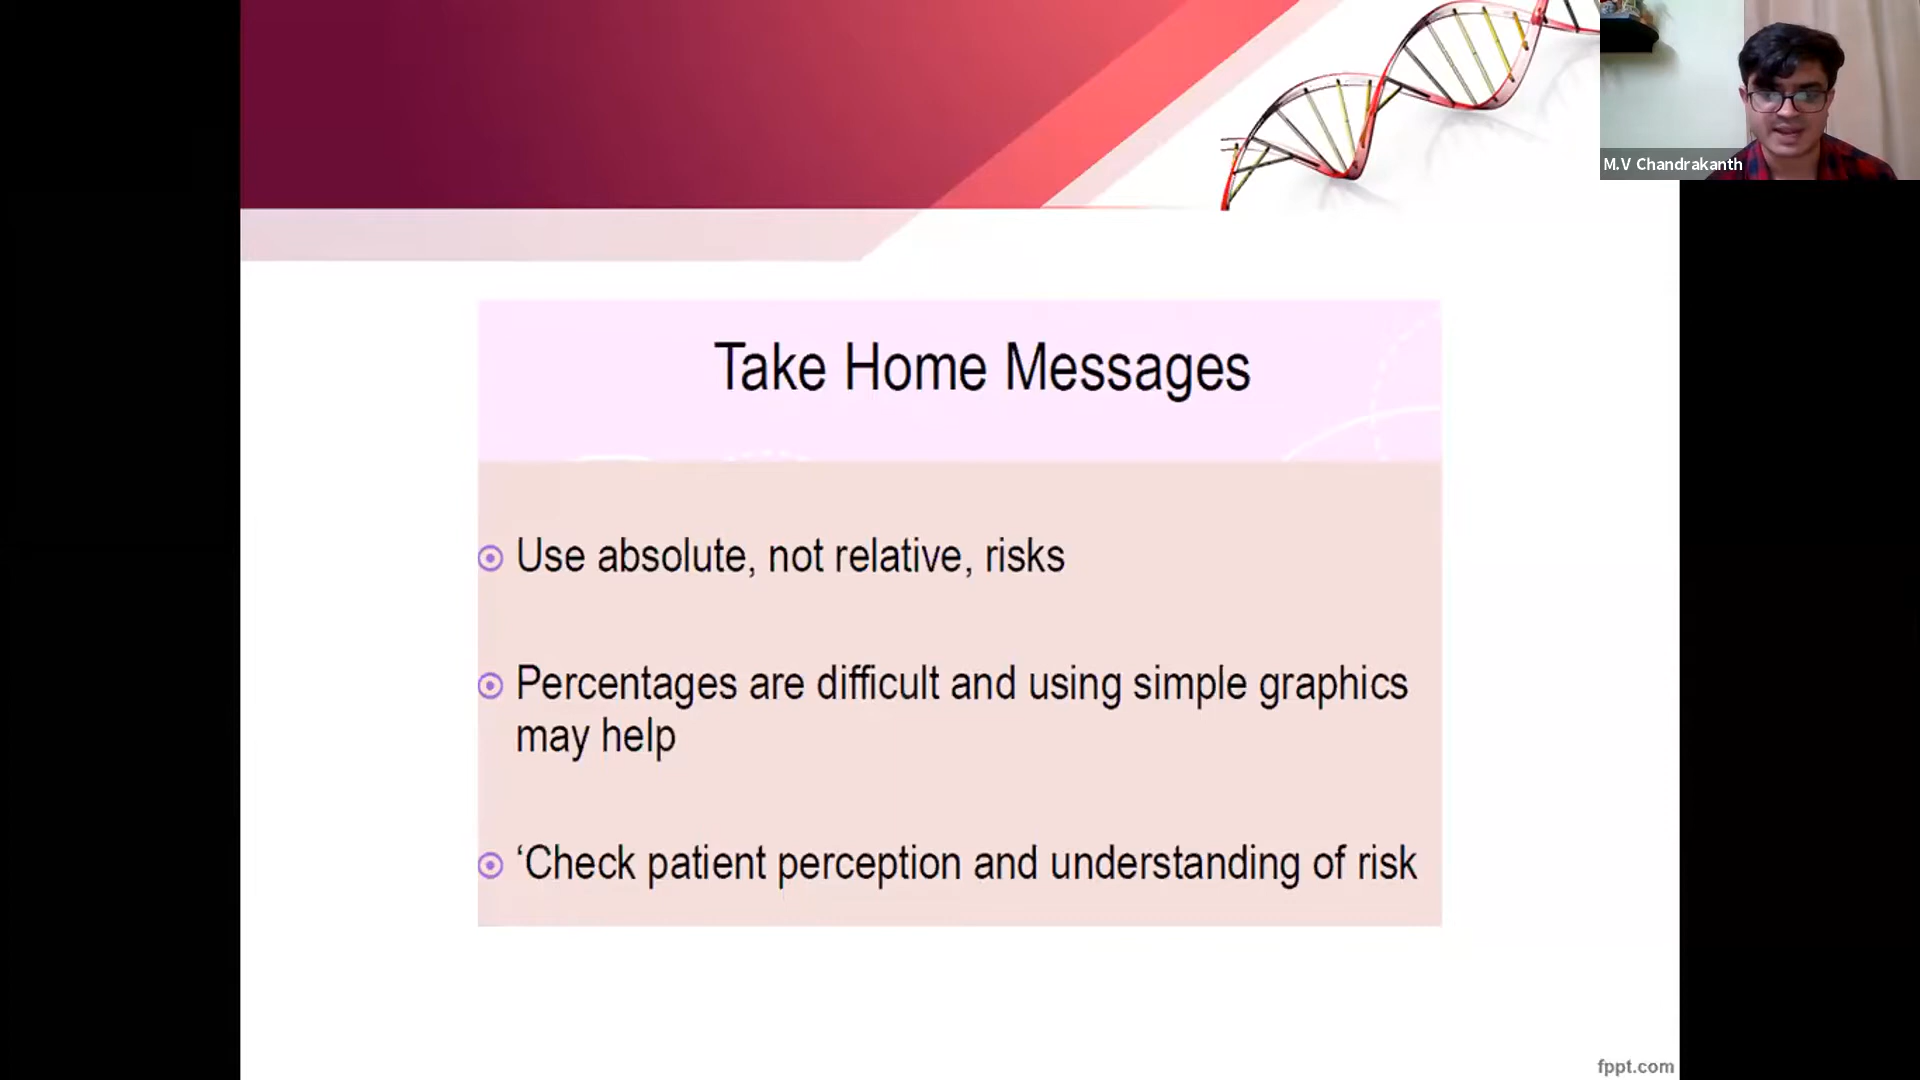 M.V Chandrakanth
Take Home Messages
Use absolute, not relative, risks
Percentages are difficult and using simple graphics
may help
‘Check patient perception and understanding of risk
fppt.com